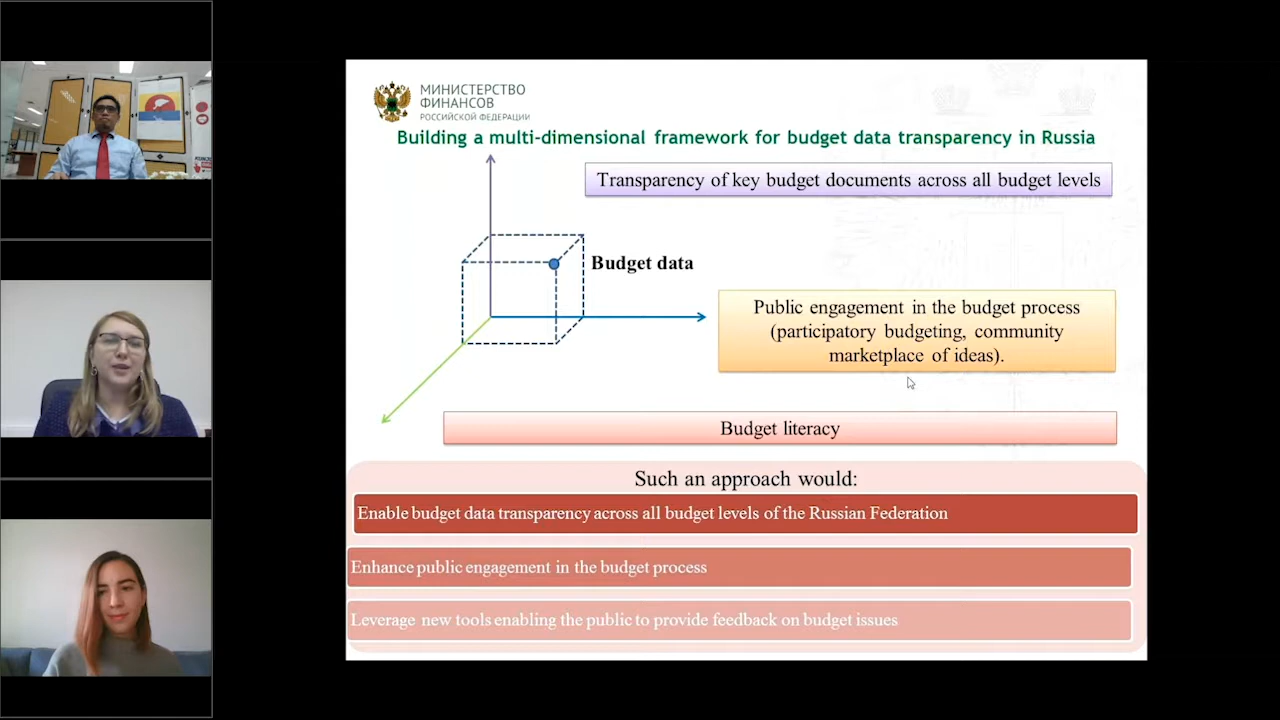 МИНИСТЕРСТВО
ФИНАНСОВ
РОССИЙСКОЙ ФЕДЕРАЦИИ
Building a multi-dimensional framework for budget data transparency in Russia
Transparency of key budget documents across all budget levels
Budget data
Public engagement in the budget process
(participatory budgeting, community
marketplace of ideas).
Budget literacy
Such an approach would:
Enable budget data transparency across all budget levels of the Russian Federation
Enhance public engagement in the budget process
Leverage new tools enabling the public to provide feedback on budget issues